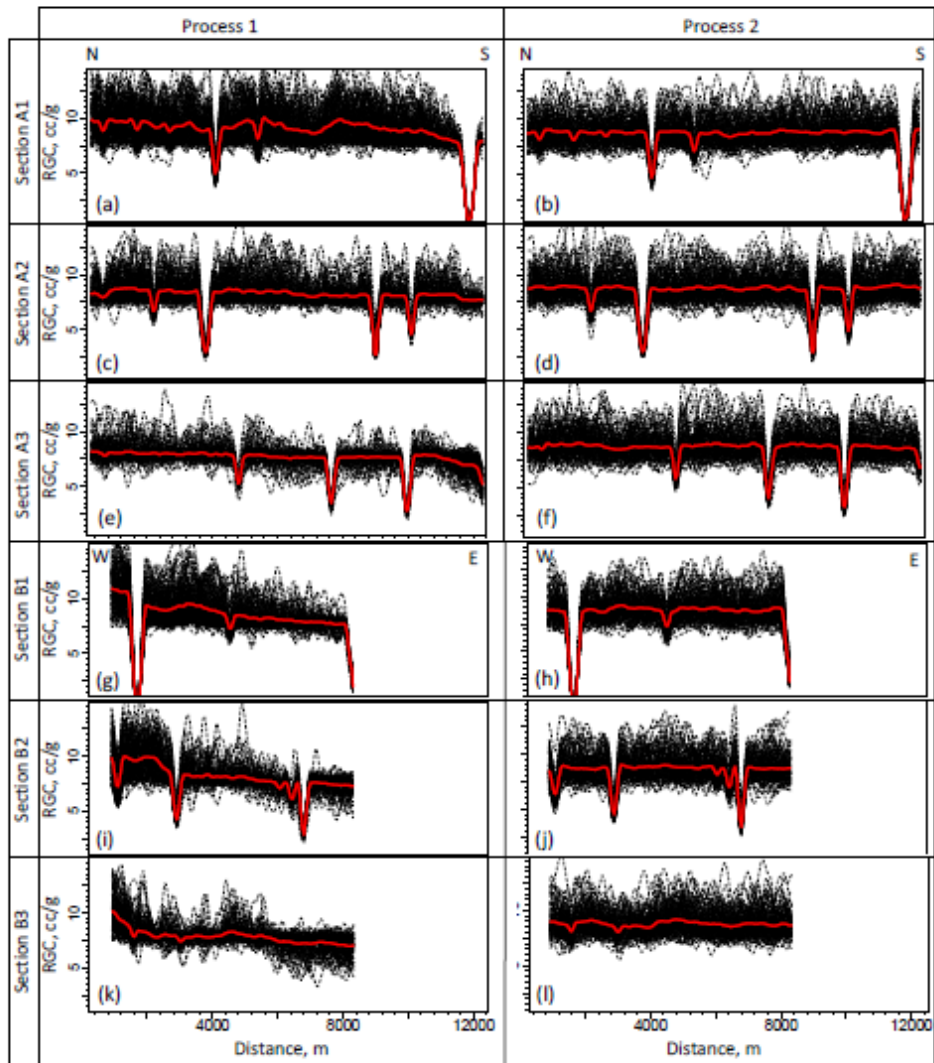 Process 1 Process 2
N S N S
Section A1
RGC, cc/g
10
5
(a) (b)
Section A2
RGC, cc/g
10
5
(c) (d)
Section A3
RGC, cc/g
10
5
(e) (f)
W E W E
Section B1
RGC, cc/g
10
5
(g) (h)
Section B2
RGC, cc/g
10
5
(i) (j)
Section B3
RGC, cc/g
10
5
(k) (l)
4000 8000 12000 4000 8000 12000
Distance, m Distance, m